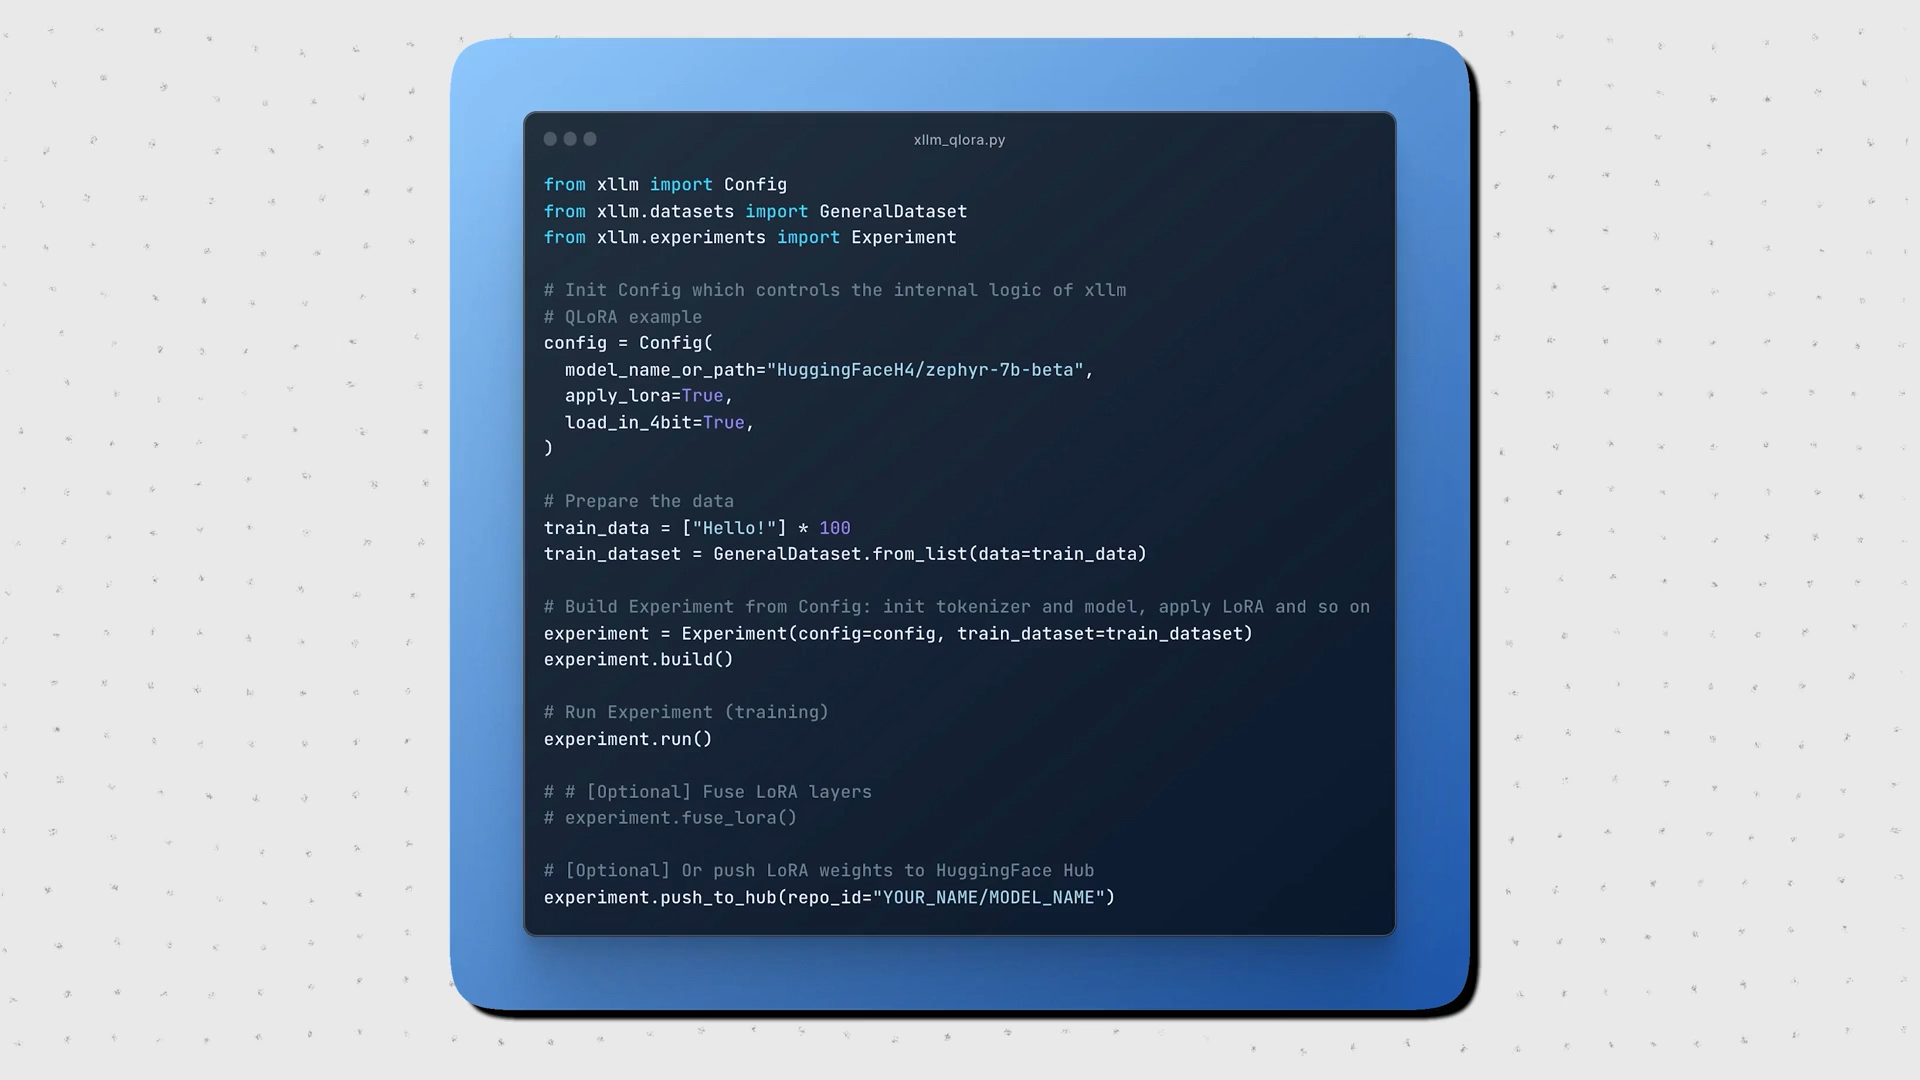 xllm_qlora.py
from xllm import Config
from xllm.datasets import GeneralDataset
from xllm.experiments import Experiment
# Init Config which controls the internal logic of xllm
# QLoRA example
config = Config(
  model_name_or_path="HuggingFaceH4/zephyr-7b-beta",
  apply_lora=True,
  load_in_4bit=True,
)
# Prepare the data
train_data = ["Hello!"] * 100
train_dataset = GeneralDataset.from_list(data=train_data)
# Build Experiment from Config: init tokenizer and model, apply LoRA and so on
experiment = Experiment(config=config, train_dataset=train_dataset)
experiment.build()
# Run Experiment (training)
experiment.run()
# # [Optional] Fuse LoRA layers
# experiment.fuse_lora()
# [Optional] Or push LoRA weights to HuggingFace Hub
experiment.push_to_hub(repo_id="YOUR_NAME/MODEL_NAME")